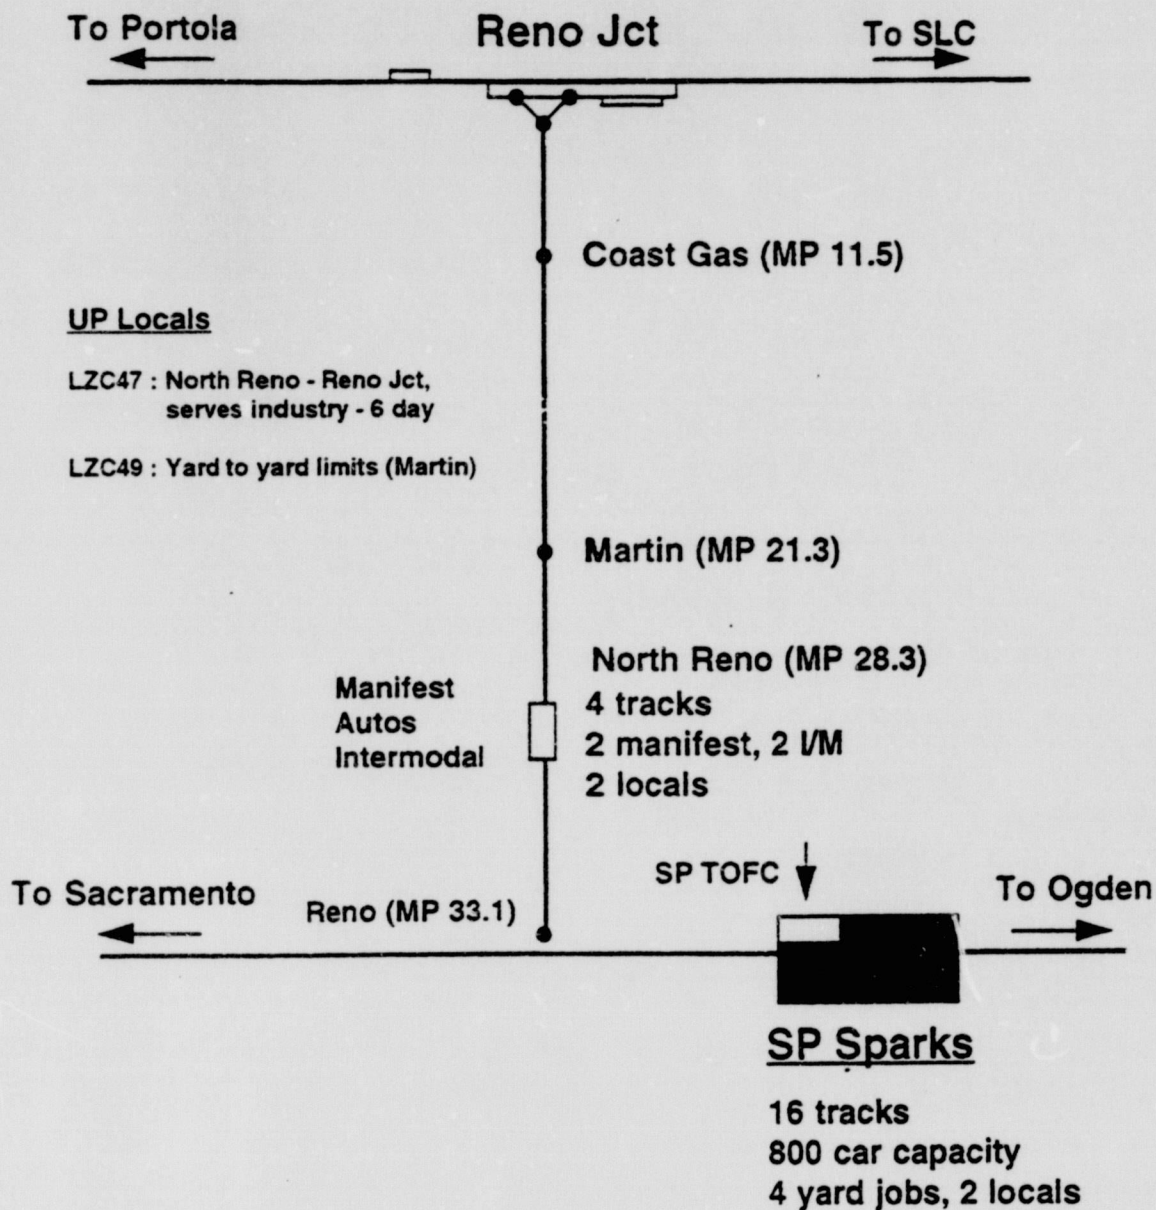 To Portola
Reno Jct
To SLC
Coast Gas (MP 11.5)
UP Locals
LZC47 : North Reno - Reno Jct,
serves industry - 6 day
LZC49 : Yard to yard limits (Martin)
Martin (MP 21.3)
North Reno (MP 28.3)
4 tracks
2 manifest, 2 I/M
2 locals
Manifest
Autos
Intermodal
SP TOFC
To Sacramento
Reno (MP 33.1)
To Ogden
SP Sparks
16 tracks
800 car capacity
4 yard jobs, 2 locals